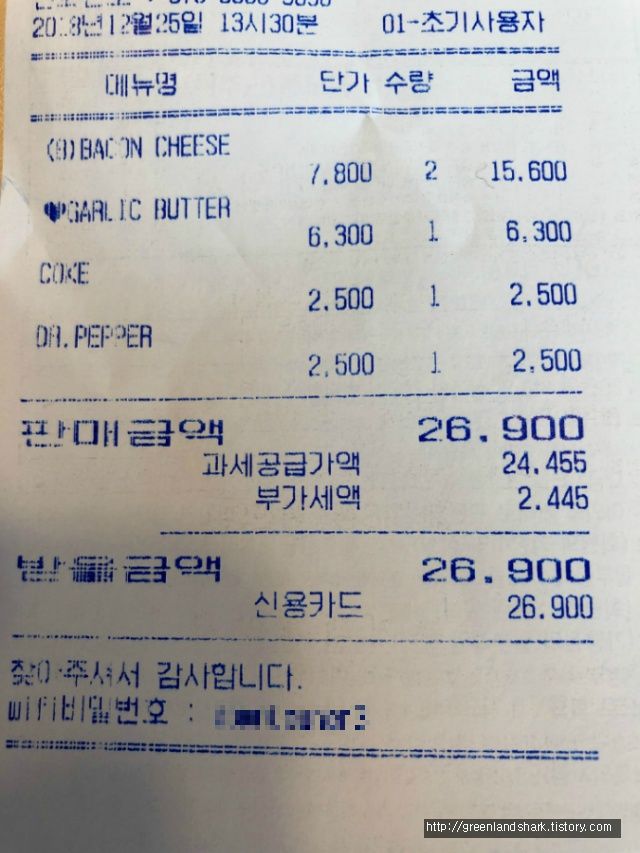 2018년12월25일 13시30분 01-초기사용자
메뉴명 단가 수량 금액
BACON CHEESE
7,800 2 15,600
♥GARLIC BUTTER
6,300 1 6,300
COKE
2,500 1 2,500
DR.PEPPER
2,500 1 2,500
판매금액 26,900
과세공급가액 24,455
부가세액 2,445
받을금액 26,900
신용카드 26,900
찾아주셔서 감사합니다.
wifi비밀번호 :
http://greenlandshark.tistory.com